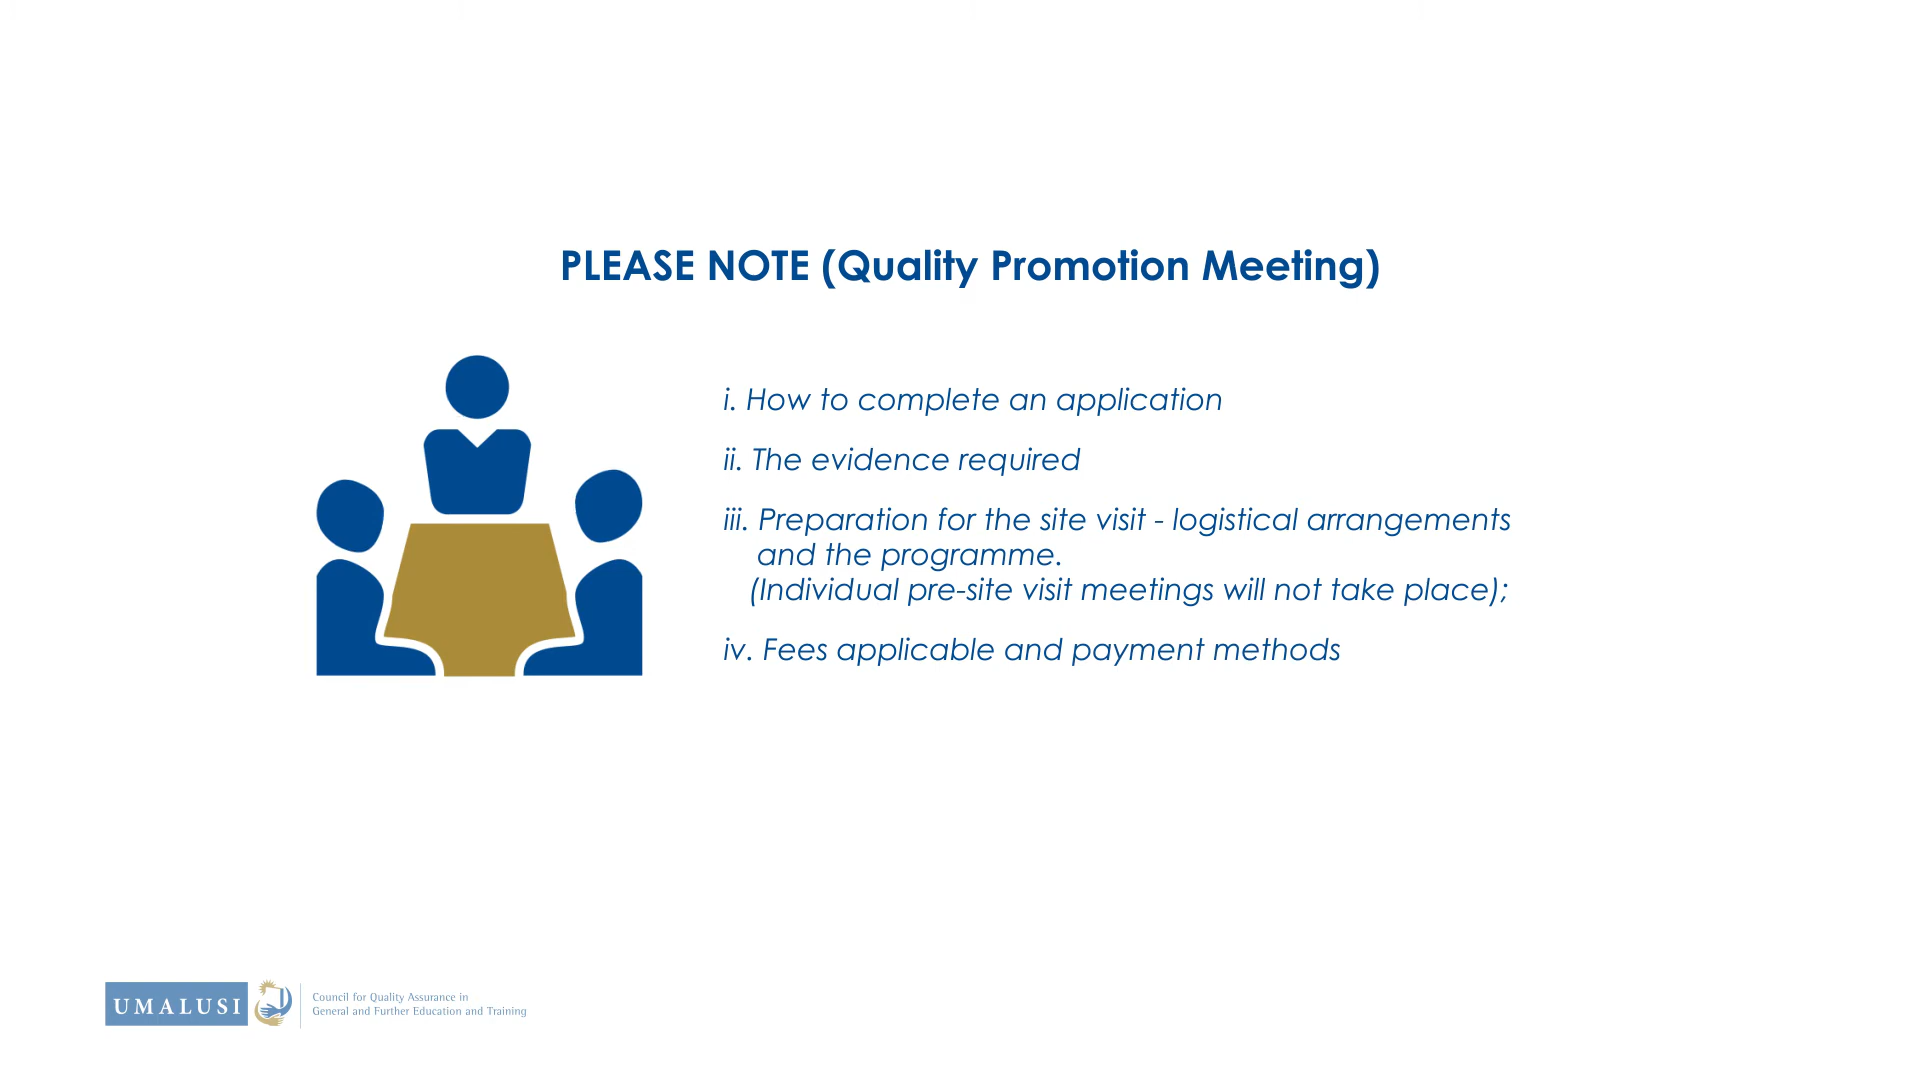 PLEASE NOTE (Quality Promotion Meeting)
i. How to complete an application
ii. The evidence required
iii. Preparation for the site visit - logistical arrangements
and the programme.
(Individual pre-site visit meetings will not take place);
iv. Fees applicable and payment methods
UMALUSI
Council for Quality Assurance in
General and Further Education and Training